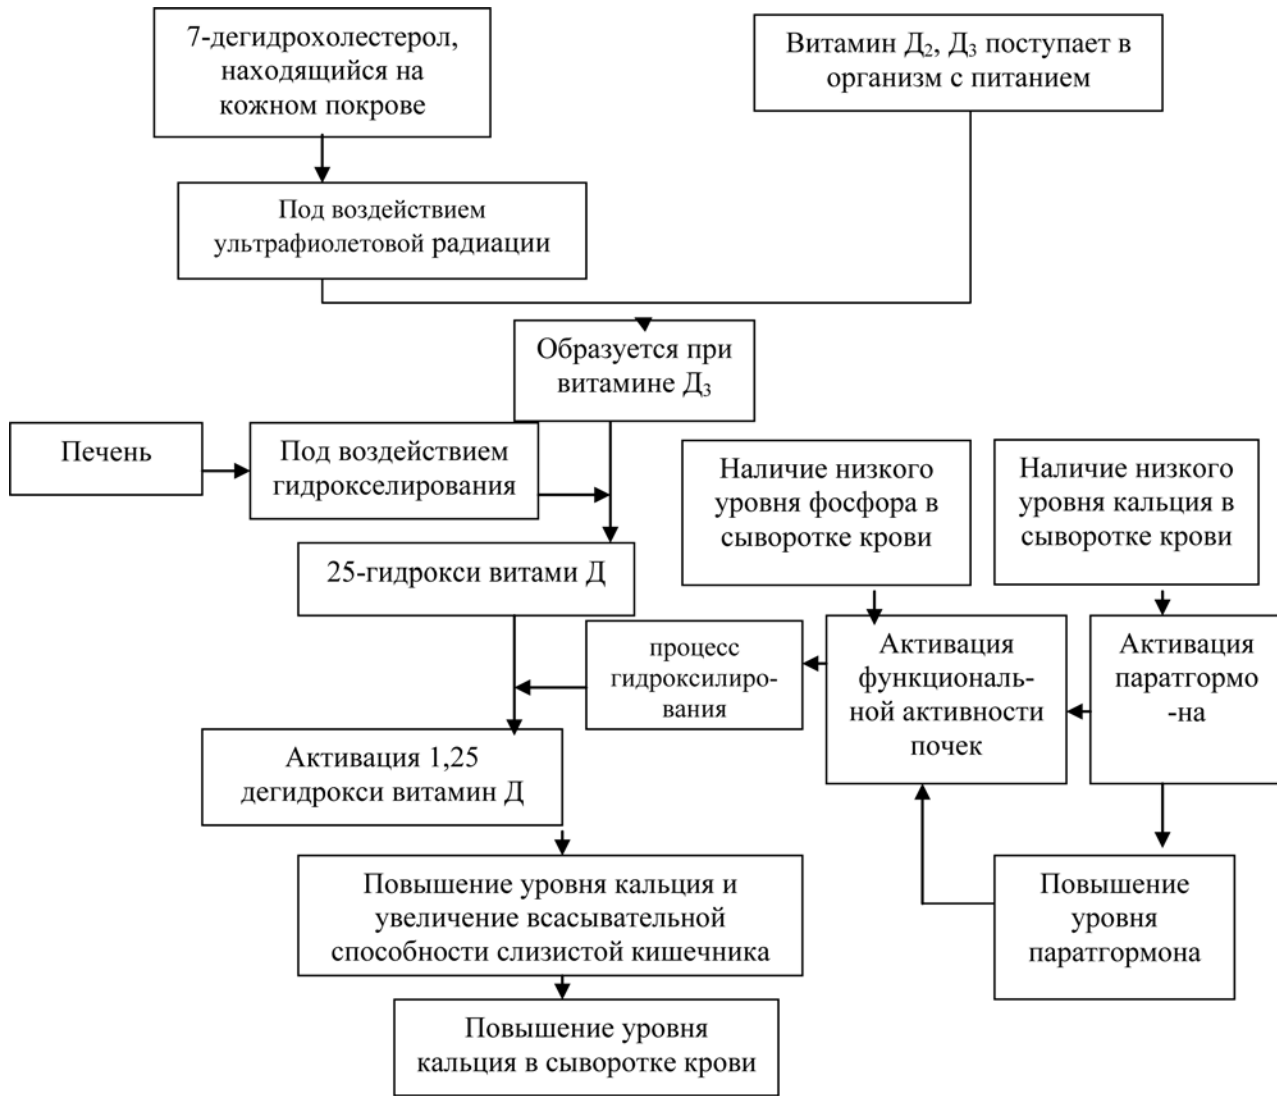 7-дегидрохолестерол,
находящийся на
кожном покрове
Витамин Д₂, Д₃ поступает в
организм с питанием
Под воздействием
ультрафиолетовой радиации
Образуется при
витамине Д₃
Печень
Под воздействием
гидрокселирования
Наличие низкого
уровня фосфора в
сыворотке крови
Наличие низкого
уровня кальция в
сыворотке крови
25-гидрокси витами Д
процесс
гидроксилиро-
вания
Активация
функциональ-
ной активности
почек
Активация
паратгормо
-на
Активация 1,25
дегидрокси витамин Д
Повышение уровня кальция и
увеличение всасывательной
способности слизистой кишечника
Повышение
уровня
паратгормона
Повышение уровня
кальция в сыворотке крови